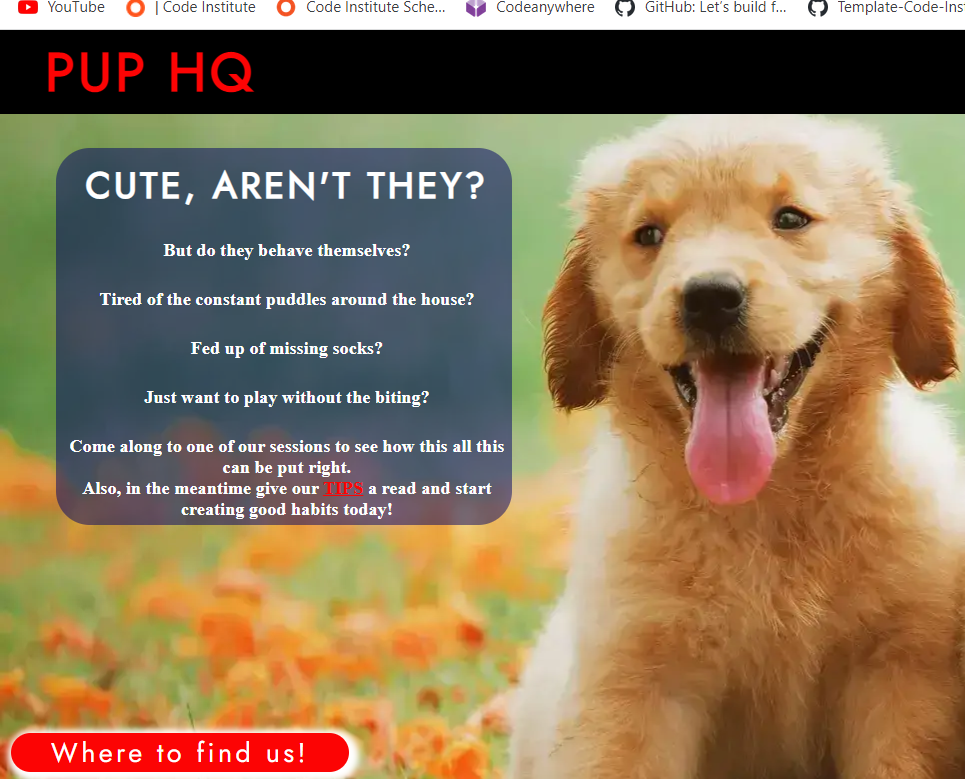 YouTube | Code Institute Code Institute Sche... Codeanywhere GitHub: Let's build f... Template-Code-Inst
PUP HQ
CUTE, AREN'T THEY?
But do they behave themselves?
Tired of the constant puddles around the house?
Fed up of missing socks?
Just want to play without the biting?
Come along to one of our sessions to see how this all this
can be put right.
Also, in the meantime give our TIPS a read and start
creating good habits today!
Where to find us!